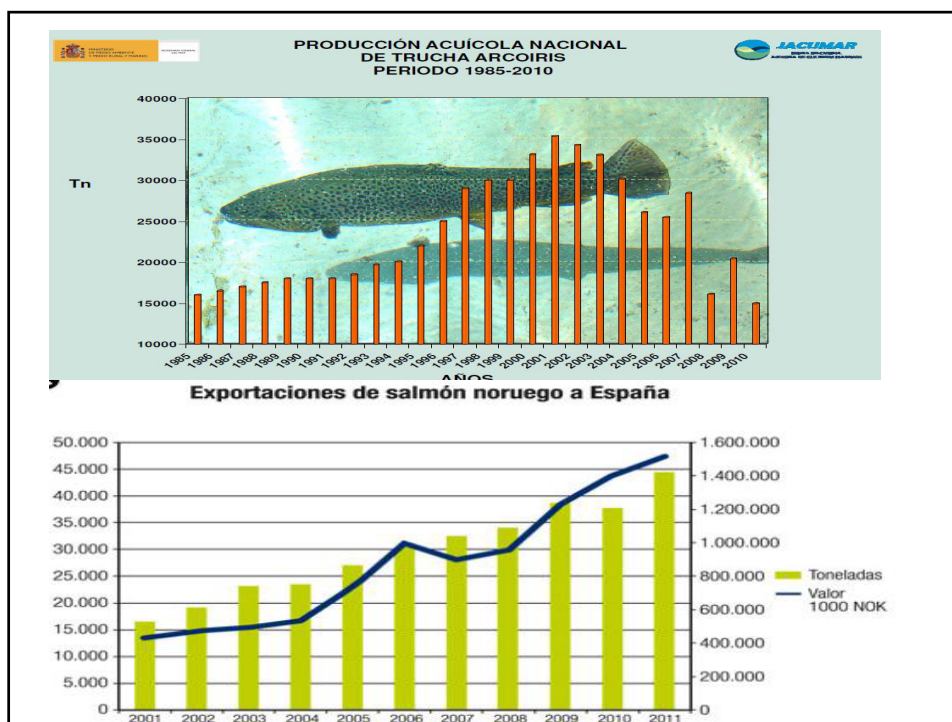 PRODUCCIÓN ACUÍCOLA NACIONAL
DE TRUCHA ARCOIRIS
PERIODO 1985-2010
JACUMAR
40000
35000
Tn
30000
25000
20000
15000
10000
1985 1986 1987 1988 1989 1990 1991 1992 1993 1994 1995 1996 1997 1998 1999 2000 2001 2002 2003 2004 2005 2006 2007 2008 2009 2010
AÑOS
Exportaciones de salmón noruego a España
50.000 1.600.000
45.000 1.400.000
40.000 1.200.000
35.000 1.000.000
30.000
25.000 800.000
20.000 600.000
15.000 400.000
10.000 200.000
5.000
0 0
Toneladas
Valor
1000 NOK
2001 2002 2003 2004 2005 2006 2007 2008 2009 2010 2011